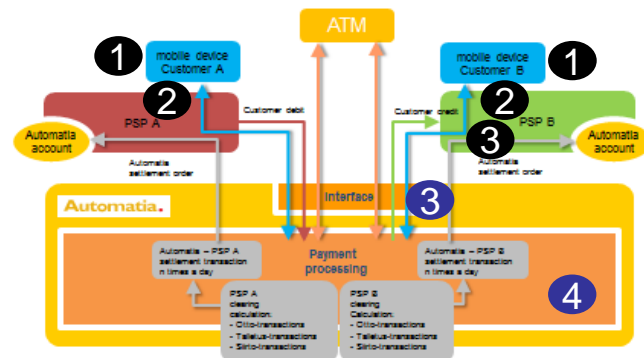 ATM
1
mobile device
Customer A
mobile device
Customer B
1
2
PSP A
Customer debit
Customer credit
2
PSP B
3
Automatia
account
Automatia
account
Automatia
settlement order
Automatia
settlement order
Automatia.
Interface
3
Payment
processing
Automatia – PSP A
settlement transaction
n times a day
Automatia – PSP B
settlement transaction
n times a day
4
PSP A
clearing
calculation:
- Otto-transactions
- Talletus-transactions
- Siirto-transactions
PSP B
clearing
Calculation:
- Otto-transactions
- Talletus-transactions
- Siirto-transactions